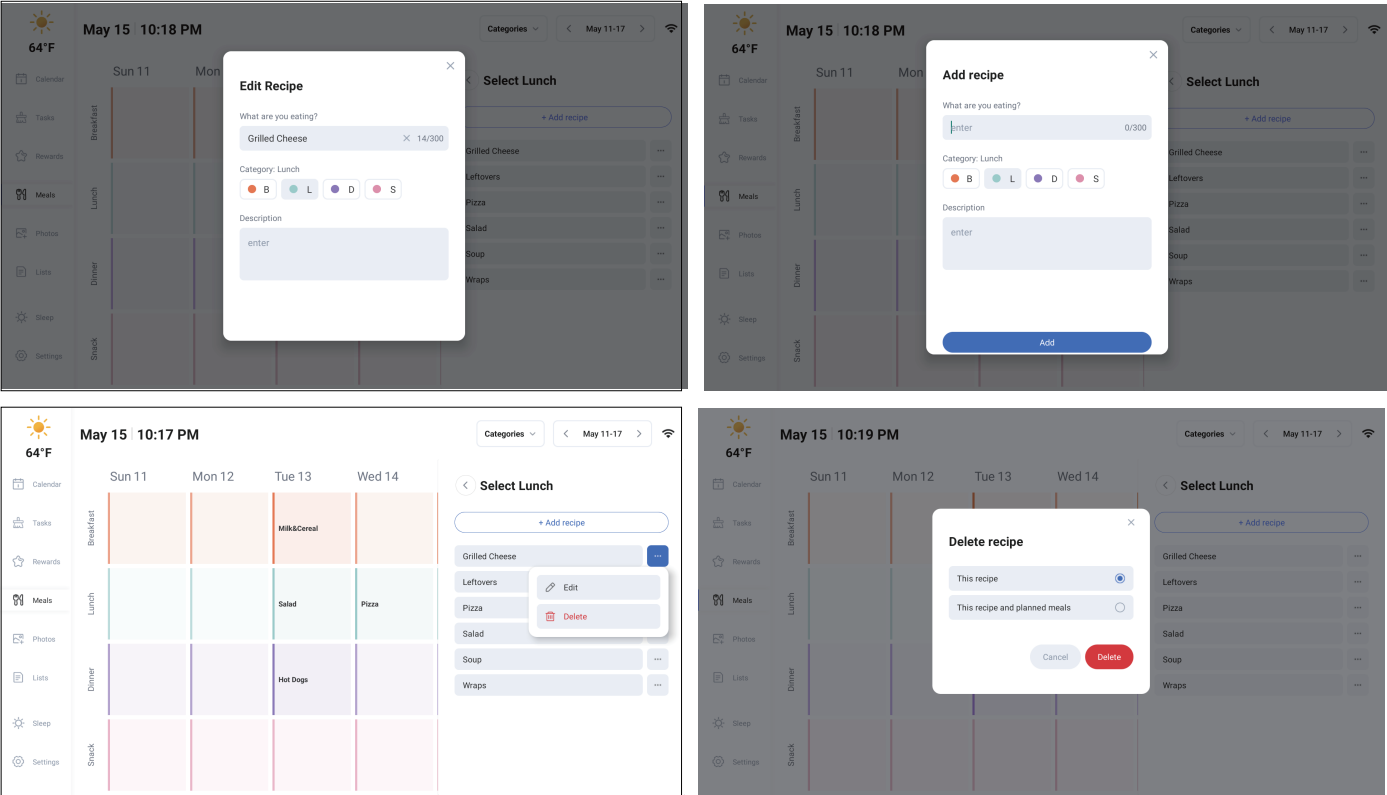 64°F
May 15 10:18 PM
Categories
May 11-17
Calendar
Tasks
Rewards
Meals
Photos
Lists
Sleep
Settings
Sun 11
Mon
Breakfast
Lunch
Dinner
Snack
Edit Recipe
What are you eating?
Grilled Cheese
14/300
Category: Lunch
B
L
D
S
Description
enter
Select Lunch
+ Add recipe
Grilled Cheese
Leftovers
Pizza
Salad
Soup
Wraps
64°F
May 15 10:18 PM
Categories
May 11-17
Calendar
Tasks
Rewards
Meals
Photos
Lists
Sleep
Settings
Sun 11
Mon
Breakfast
Lunch
Dinner
Snack
Add recipe
What are you eating?
enter
0/300
Category: Lunch
B
L
D
S
Description
enter
Add
Select Lunch
+ Add recipe
Grilled Cheese
Leftovers
Pizza
Salad
Soup
Wraps
64°F
May 15 10:17 PM
Categories
May 11-17
Calendar
Tasks
Rewards
Meals
Photos
Lists
Sleep
Settings
Sun 11
Mon 12
Tue 13
Wed 14
Breakfast
Milk&Cereal
Lunch
Salad
Pizza
Dinner
Hot Dogs
Snack
Select Lunch
+ Add recipe
Grilled Cheese
Leftovers
Pizza
Salad
Soup
Wraps
Edit
Delete
64°F
May 15 10:19 PM
Categories
May 11-17
Calendar
Tasks
Rewards
Meals
Photos
Lists
Sleep
Settings
Sun 11
Mon 12
Tue 13
Wed 14
Breakfast
Lunch
Dinner
Snack
Delete recipe
This recipe
This recipe and planned meals
Cancel
Delete
Select Lunch
+ Add recipe
Grilled Cheese
Leftovers
Pizza
Salad
Soup
Wraps